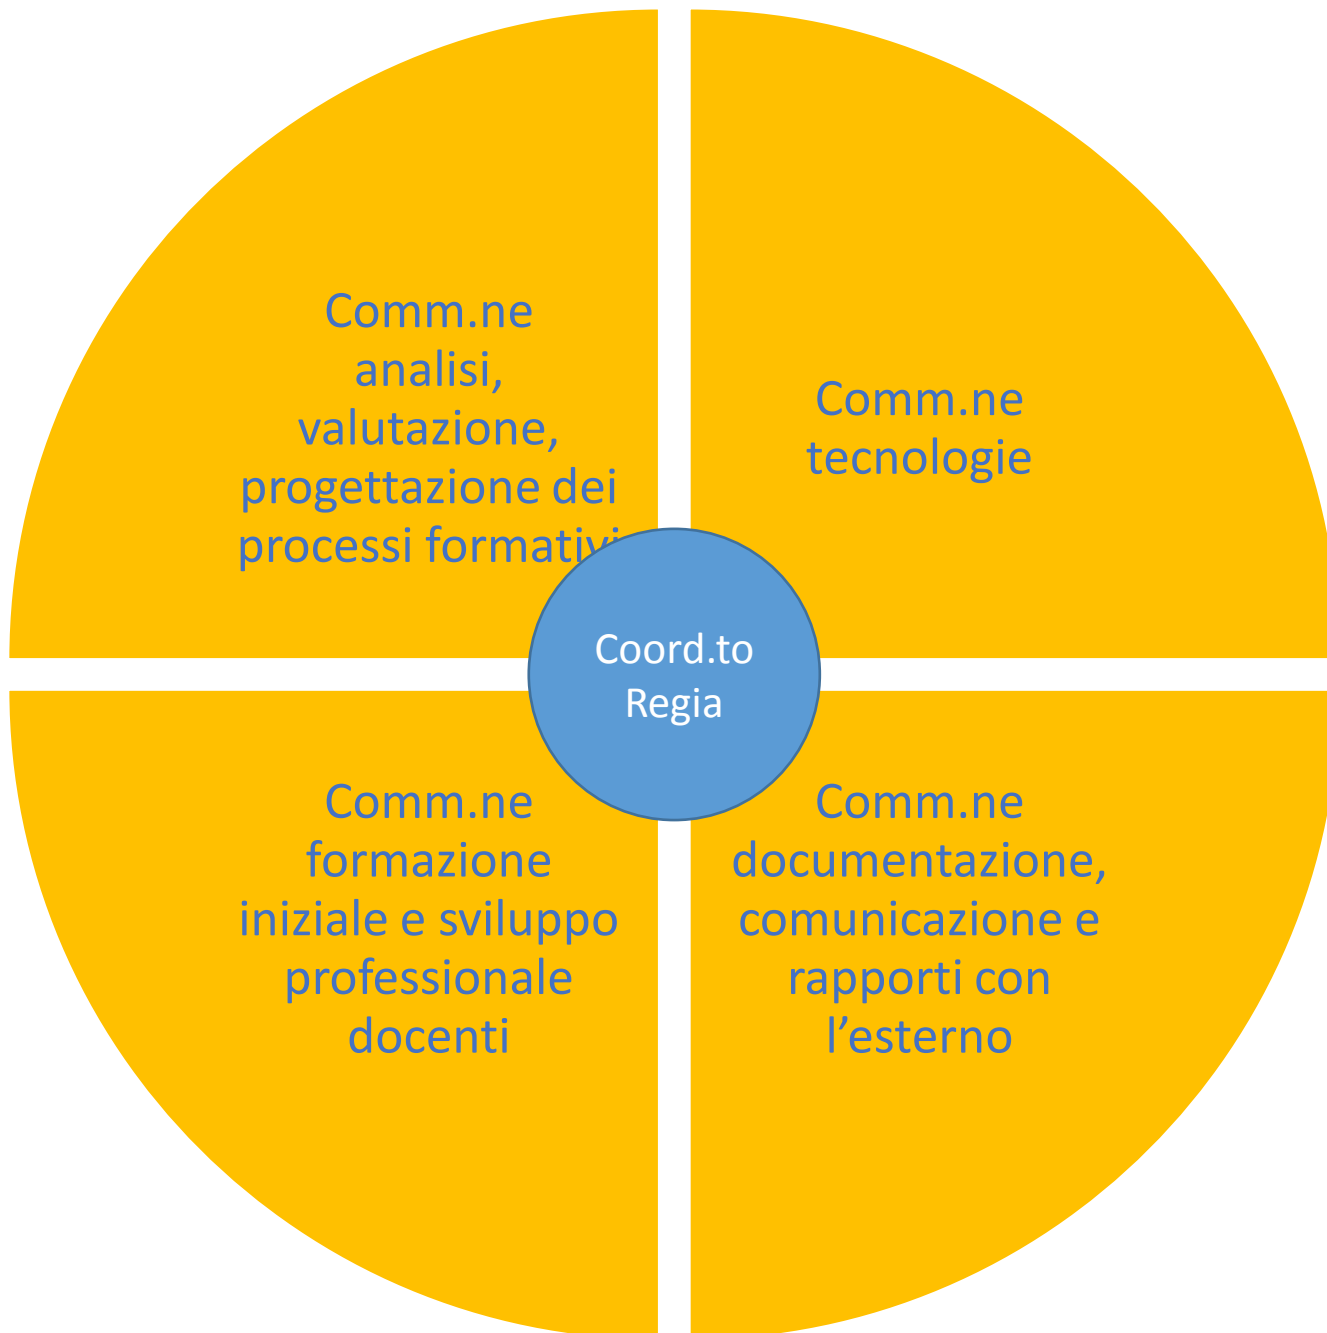 Comm.ne
analisi,
valutazione,
progettazione dei
processi formativi
Comm.ne
tecnologie
Coord.to
Regia
Comm.ne
formazione
iniziale e sviluppo
professionale
docenti
Comm.ne
documentazione,
comunicazione e
rapporti con
l’esterno